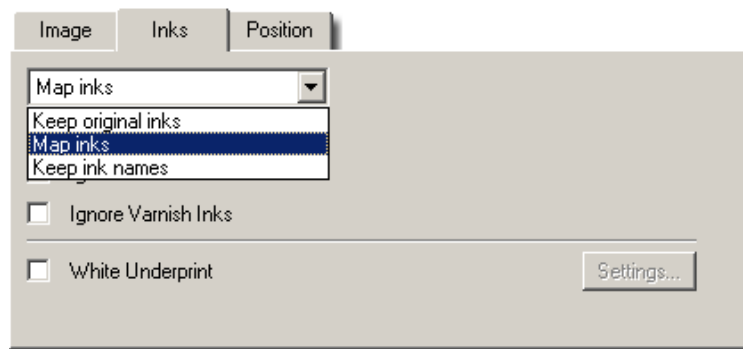 Image Inks Position
Map inks
Keep original inks
Map inks
Keep ink names
Ignore Varnish Inks
White Underprint Settings...